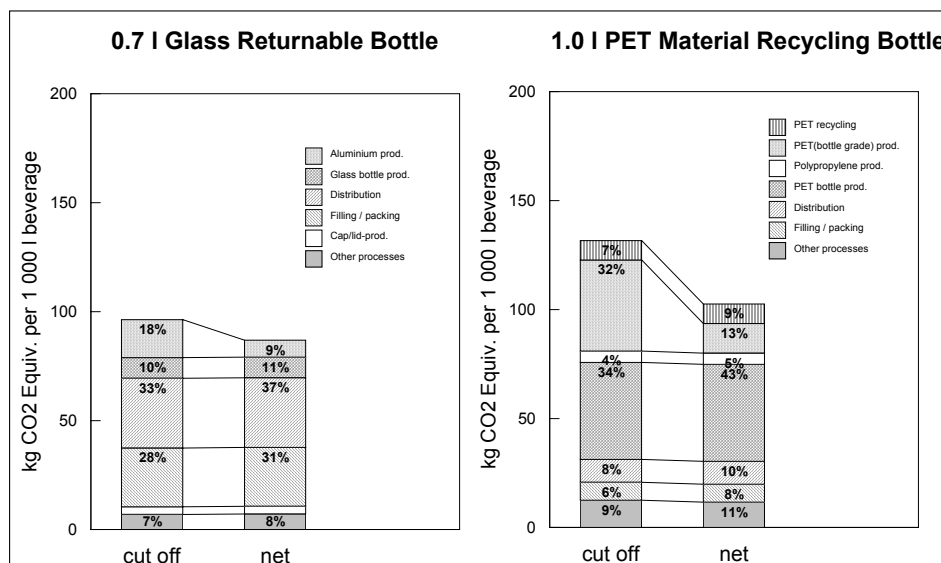 0.7 l Glass Returnable Bottle
kg CO2 Equiv. per 1 000 l beverage
200
150
100
50
0
Aluminium prod.
Glass bottle prod.
Distribution
Filling / packing
Cap/lid-prod.
Other processes
18%
9%
10%
11%
33%
37%
28%
31%
7%
8%
cut off
net
1.0 l PET Material Recycling Bottle
kg CO2 Equiv. per 1 000 l beverage
200
150
100
50
0
PET recycling
PET(bottle grade) prod.
Polypropylene prod.
PET bottle prod.
Distribution
Filling / packing
Other processes
7%
9%
32%
13%
4%
5%
34%
43%
8%
10%
6%
8%
9%
11%
cut off
net